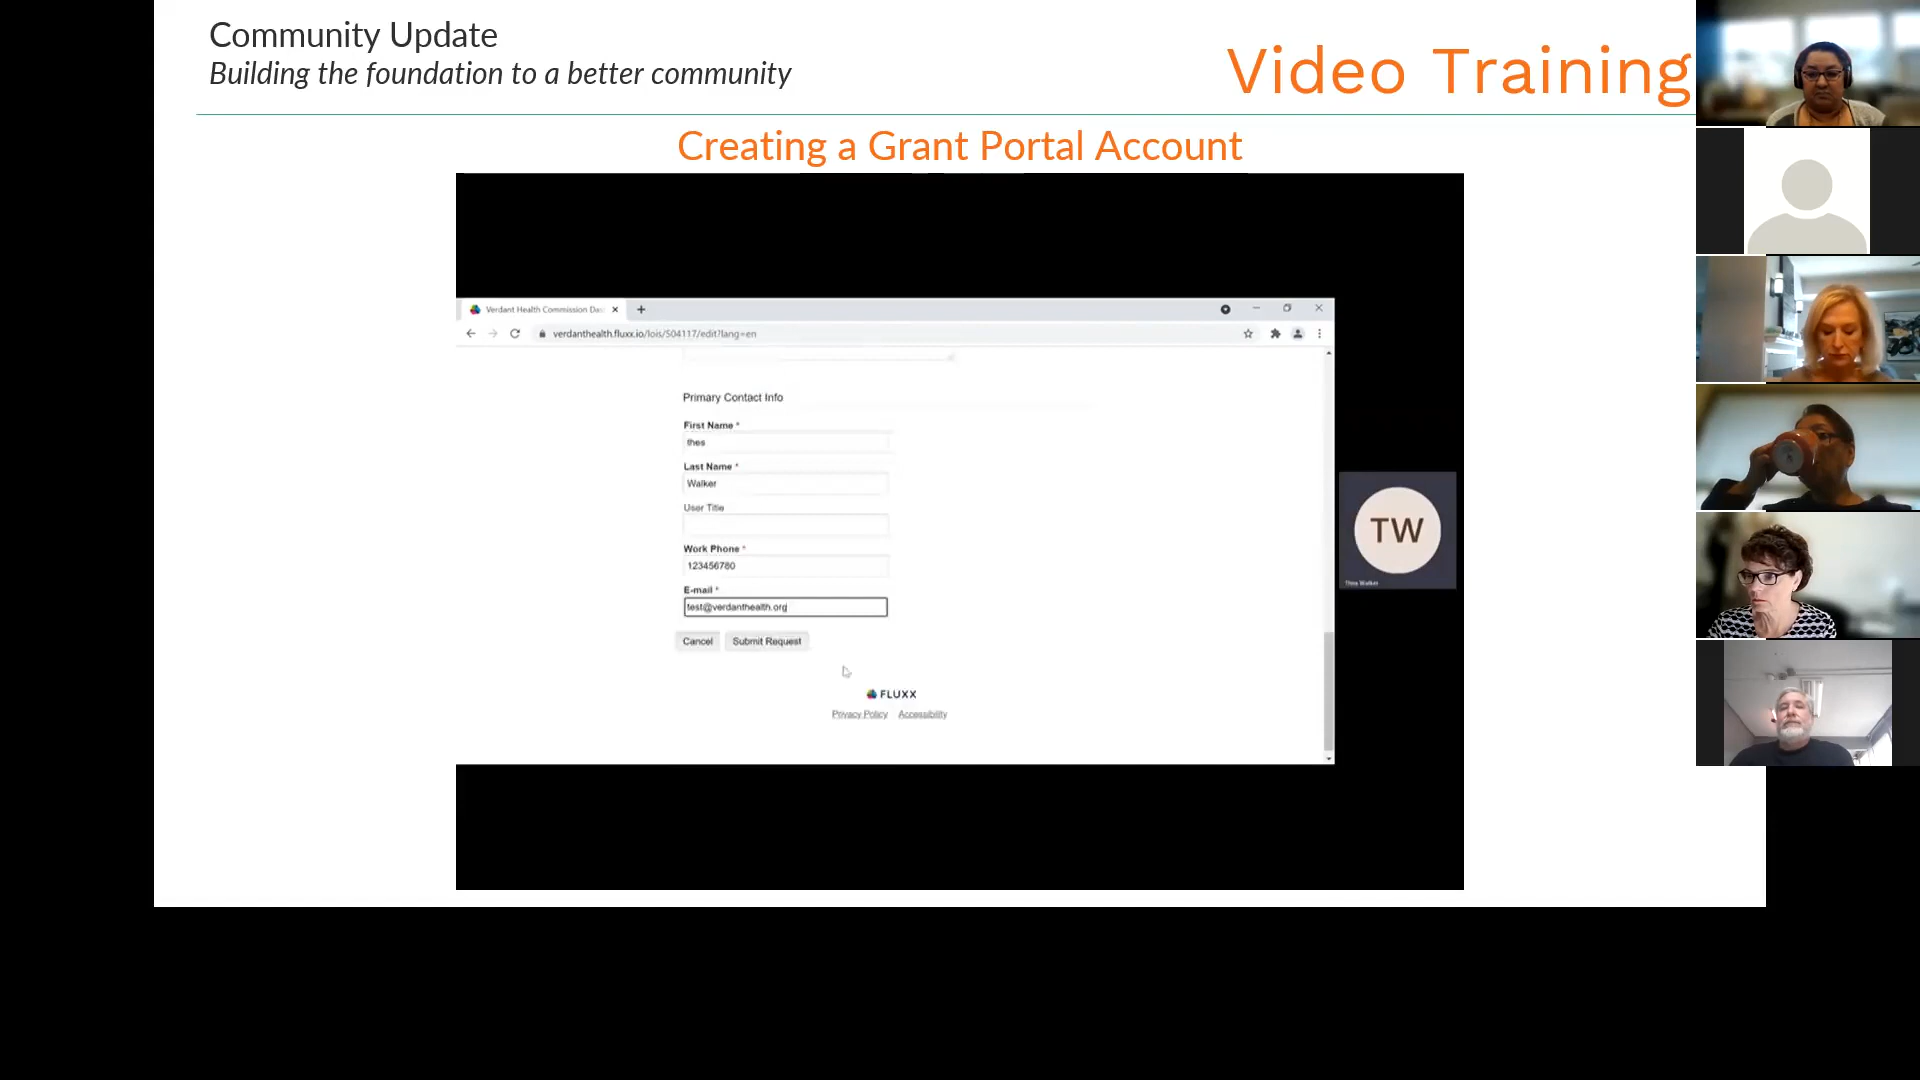 Community Update
Building the foundation to a better community
Video Training
Creating a Grant Portal Account
Verdant Health Commission Das
verdanthealth.fluxx.io/lois/504117/edit?lang=en
Primary Contact Info
First Name *
thes
Last Name *
Walker
User Title
Work Phone *
123456780
E-mail *
test@verdanthealth.org
Cancel Submit Request
TW
FLUXX
Privacy Policy Accessibility